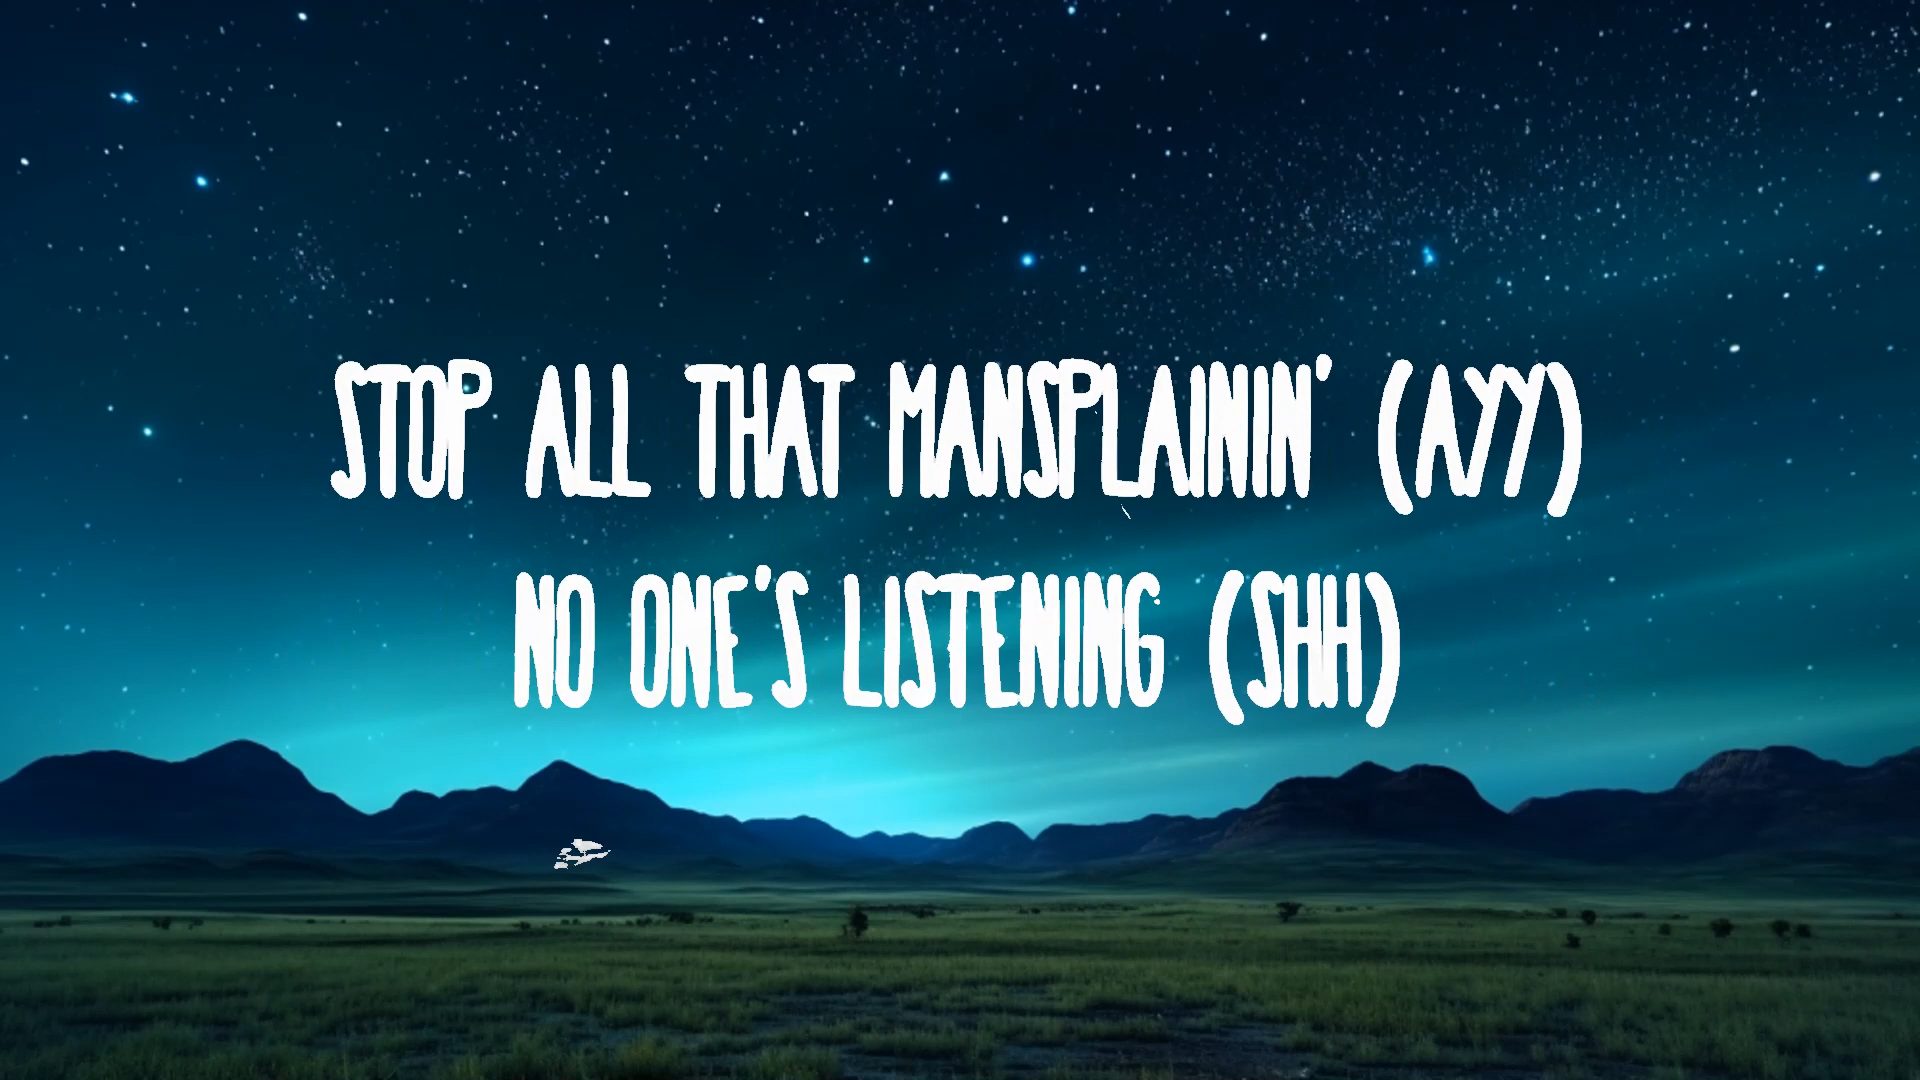 STOP ALL THAT MANSPLAININ' (AYY)
NO ONE'S LISTENING (SHH)